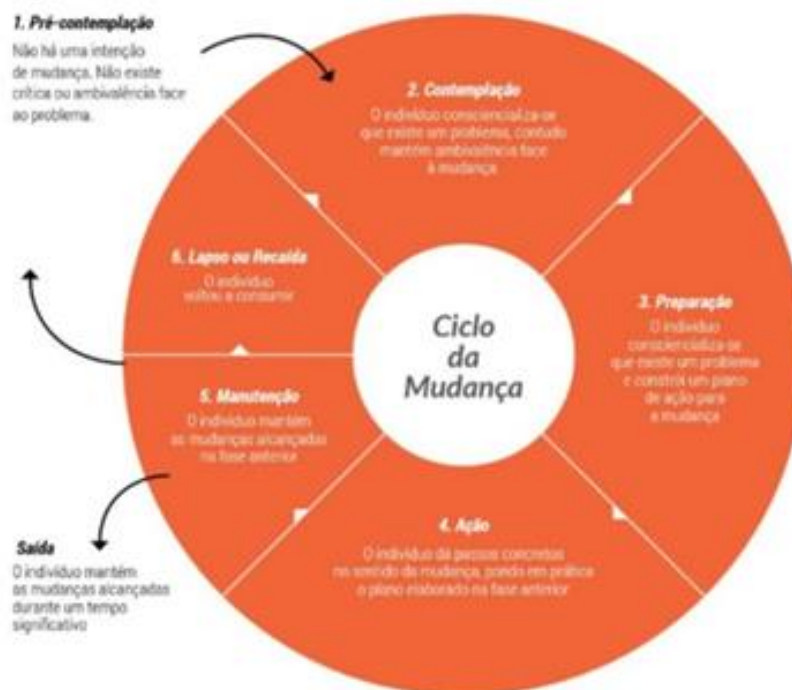 1. Pré-contemplação
Não há uma intenção
de mudança. Não existe
crítica ou ambivalência face
ao problema.
2. Contemplação
O indivíduo consciencializa-se
que existe um problema, contudo
mantém ambivalência face
à mudança
3. Preparação
O indivíduo
consciencializa-se
que existe um problema
e constrói um plano
de ação para
a mudança
4. Ação
O indivíduo dá passos concretos
no sentido da mudança, pondo em prática
o plano elaborado na fase anterior
5. Manutenção
O indivíduo mantém
as mudanças alcançadas
na fase anterior
6. Lapso ou Recaída
O indivíduo
voltou a consumir
Ciclo
da
Mudança
Saída
O indivíduo mantém
as mudanças alcançadas
durante um tempo
significativo